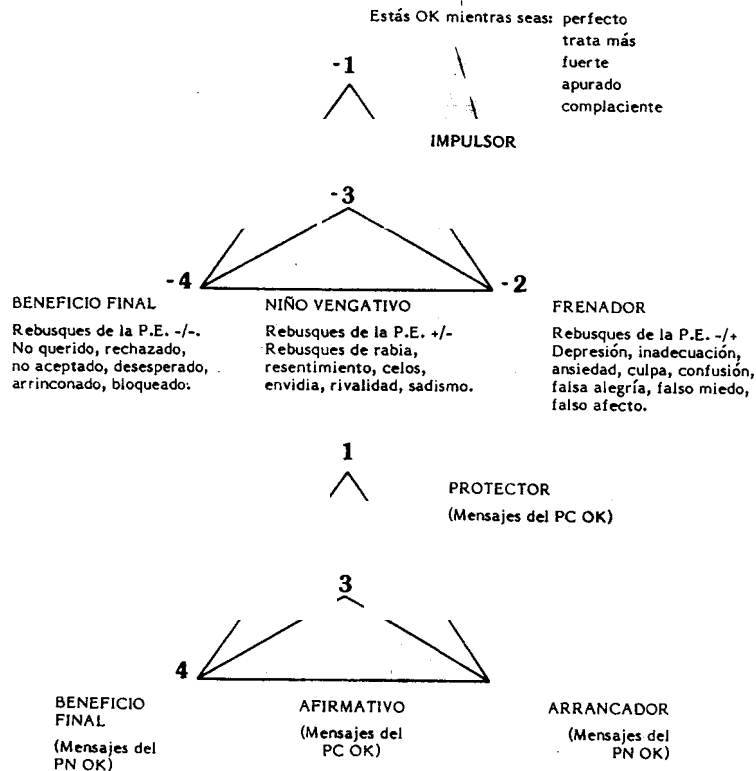 Estás OK mientras seas: perfecto
trata más
fuerte
apurado
complaciente
-1
IMPULSOR
-3
-4
-2
BENEFICIO FINAL
Rebusques de la P.E. -/-.
No querido, rechazado,
no aceptado, desesperado,
arrinconado, bloqueado.
NIÑO VENGATIVO
Rebusques de la P.E. +/-
Rebusques de rabia,
resentimiento, celos,
envidia, rivalidad, sadismo.
FRENADOR
Rebusques de la P.E. -/+
Depresión, inadecuación,
ansiedad, culpa, confusión,
falsa alegría, falso miedo,
falso afecto.
1
PROTECTOR
(Mensajes del PC OK)
3
4
BENEFICIO
FINAL
(Mensajes del
PN OK)
AFIRMATIVO
(Mensajes del
PC OK)
ARRANCADOR
(Mensajes del
PN OK)